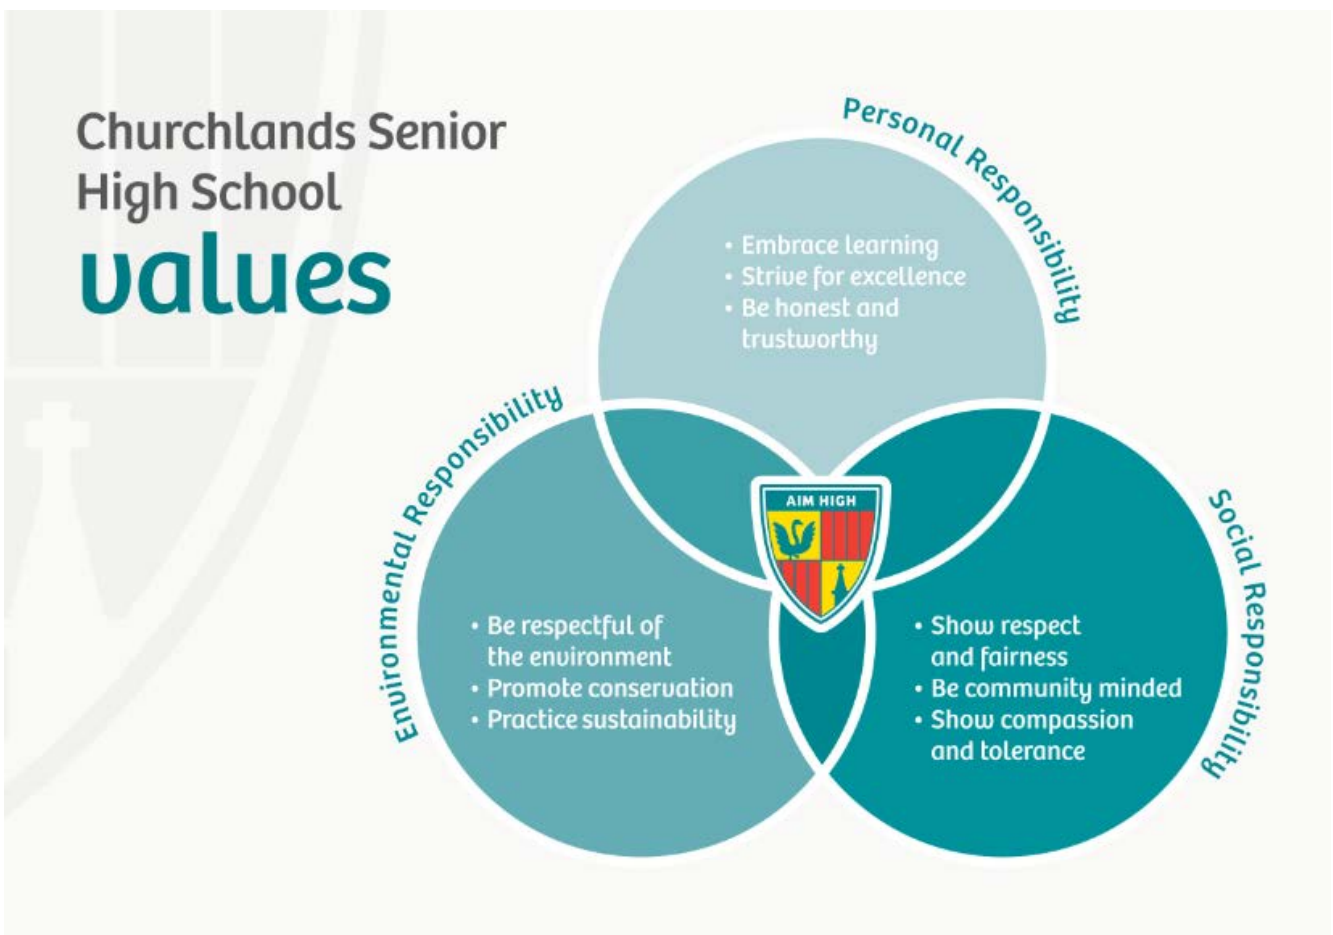 Churchlands Senior
High School
values
Personal Responsibility
• Embrace learning
• Strive for excellence
• Be honest and
trustworthy
Environmental Responsibility
• Be respectful of
the environment
• Promote conservation
• Practice sustainability
AIM HIGH
Social Responsibility
• Show respect
and fairness
• Be community minded
• Show compassion
and tolerance